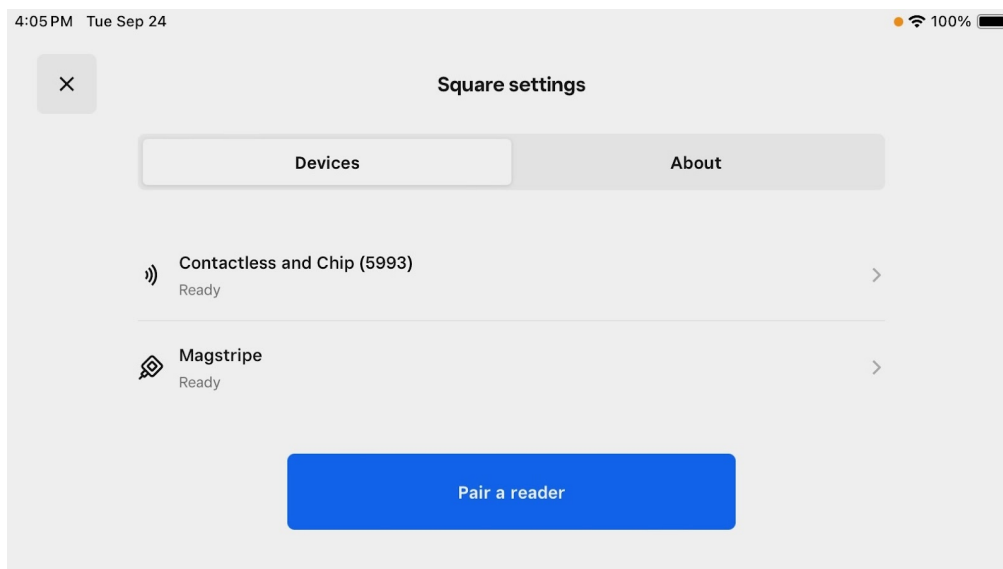 4:05 PM Tue Sep 24 100%
Square settings
Devices About
Contactless and Chip (5993)
Ready
Magstripe
Ready
Pair a reader